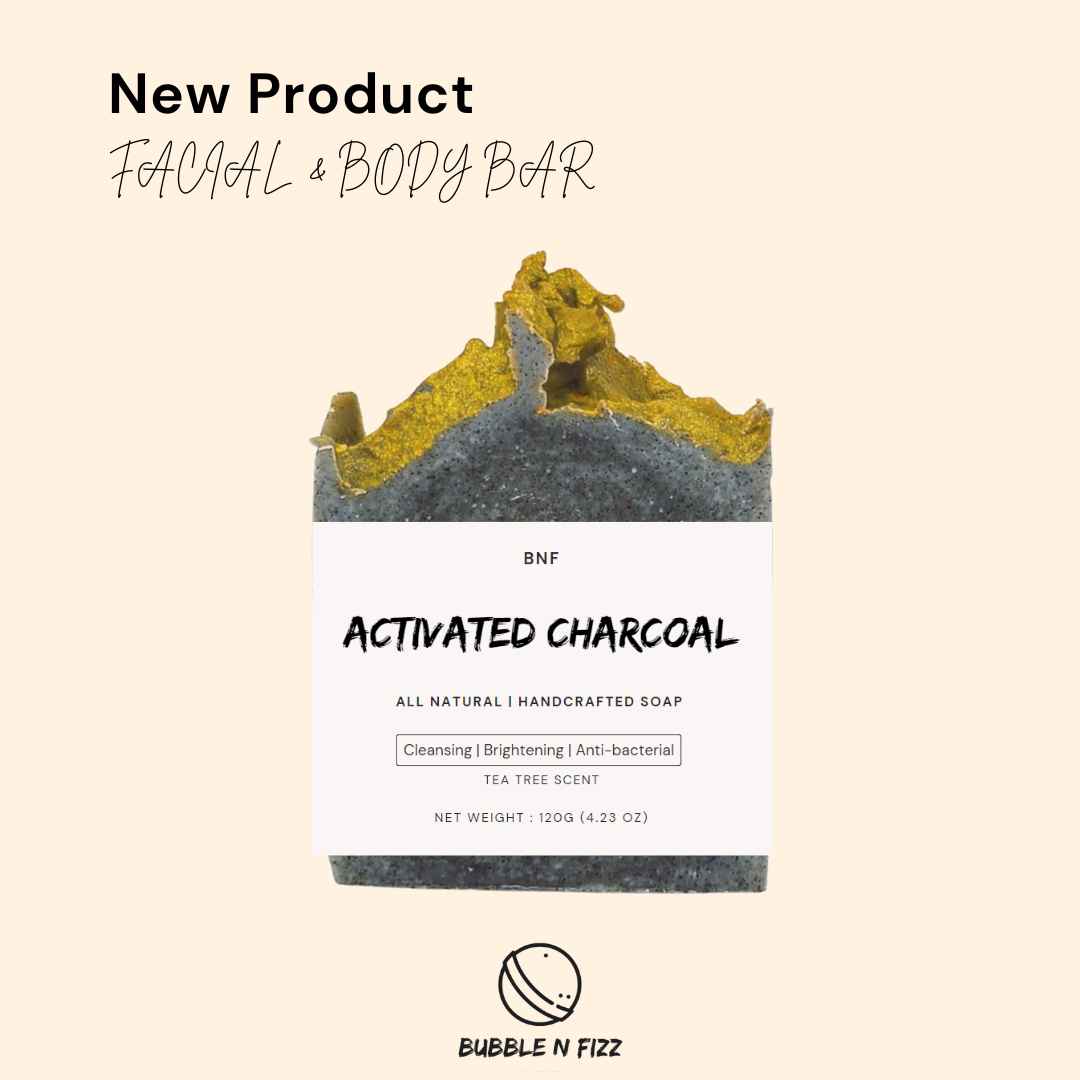 New Product
FACIAL & BODY BAR
BNF
ACTIVATED CHARCOAL
ALL NATURAL | HANDCRAFTED SOAP
Cleansing | Brightening | Anti-bacterial
TEA TREE SCENT
NET WEIGHT : 120G (4.23 OZ)
BUBBLE N FIZZ